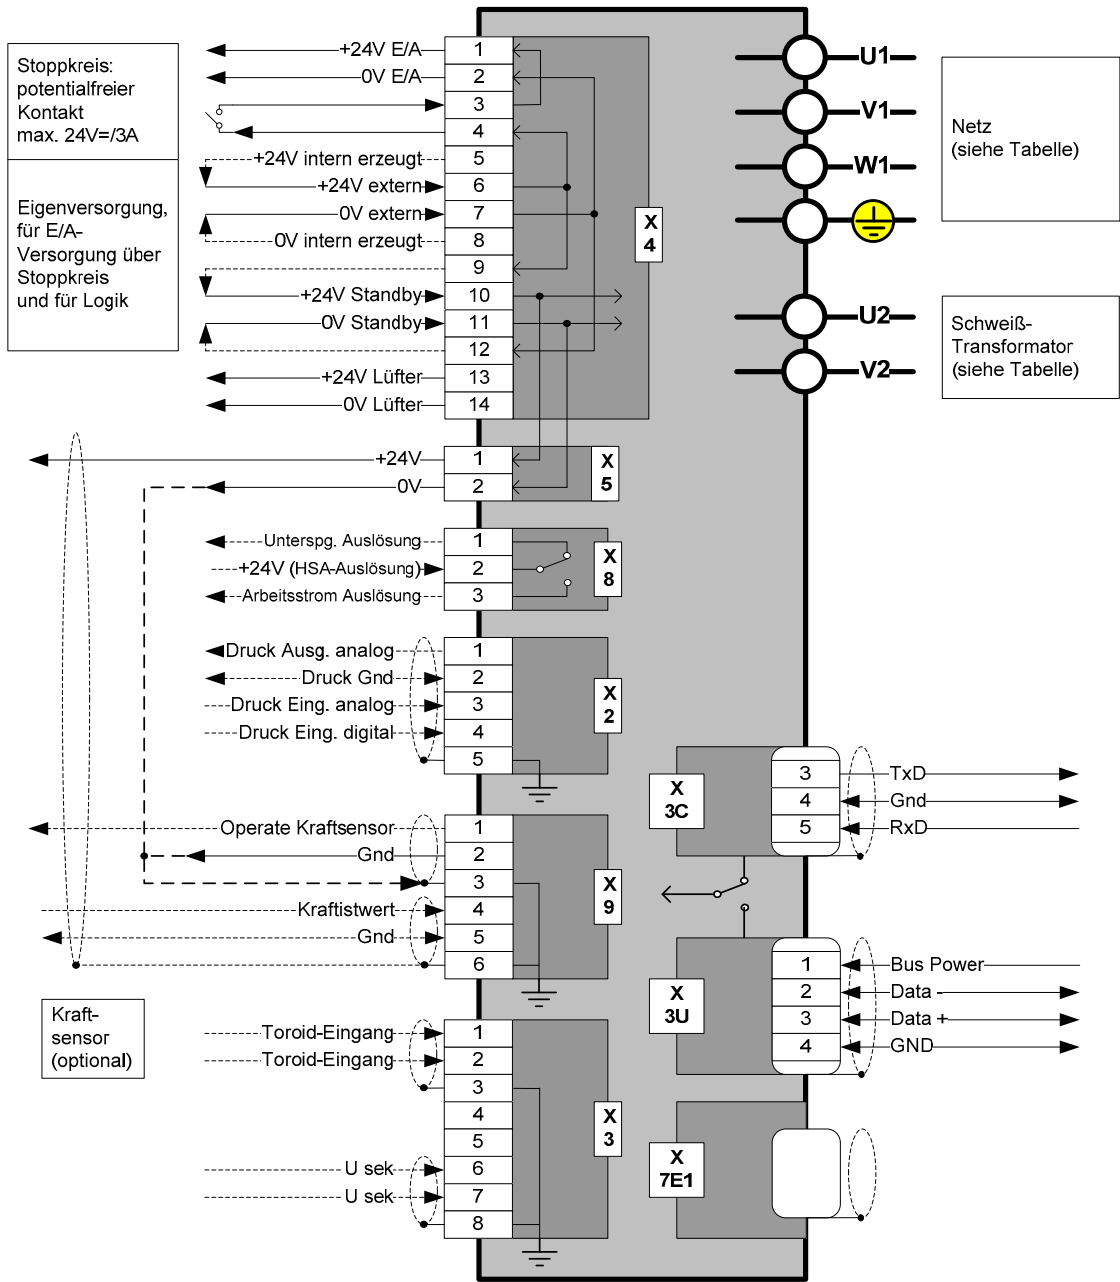 Stoppkreis:
potentialfreier
Kontakt
max. 24V=/3A
Eigenversorgung,
für E/A-
Versorgung über
Stoppkreis
und für Logik
+24V E/A 1
0V E/A 2
3
4
+24V intern erzeugt 5
+24V extern 6
0V extern 7
0V intern erzeugt 8
9
+24V Standby 10
0V Standby 11
12
+24V Lüfter 13
0V Lüfter 14
X
4
+24V 1
0V 2
X
5
Unterspg. Auslösung 1
+24V (HSA-Auslösung) 2
Arbeitsstrom Auslösung 3
X
8
Druck Ausg. analog 1
Druck Gnd 2
Druck Eing. analog 3
Druck Eing. digital 4
5
X
2
Operate Kraftsensor 1
Gnd 2
3
Kraftistwert 4
Gnd 5
6
X
9
Kraft-
sensor
(optional)
Toroid-Eingang 1
Toroid-Eingang 2
3
4
5
U sek 6
U sek 7
8
X
3
U1
V1
W1
Netz
(siehe Tabelle)
U2
V2
Schweiß-
Transformator
(siehe Tabelle)
X
3C
3 TxD
4 Gnd
5 RxD
X
3U
1 Bus Power
2 Data -
3 Data +
4 GND
X
7E1